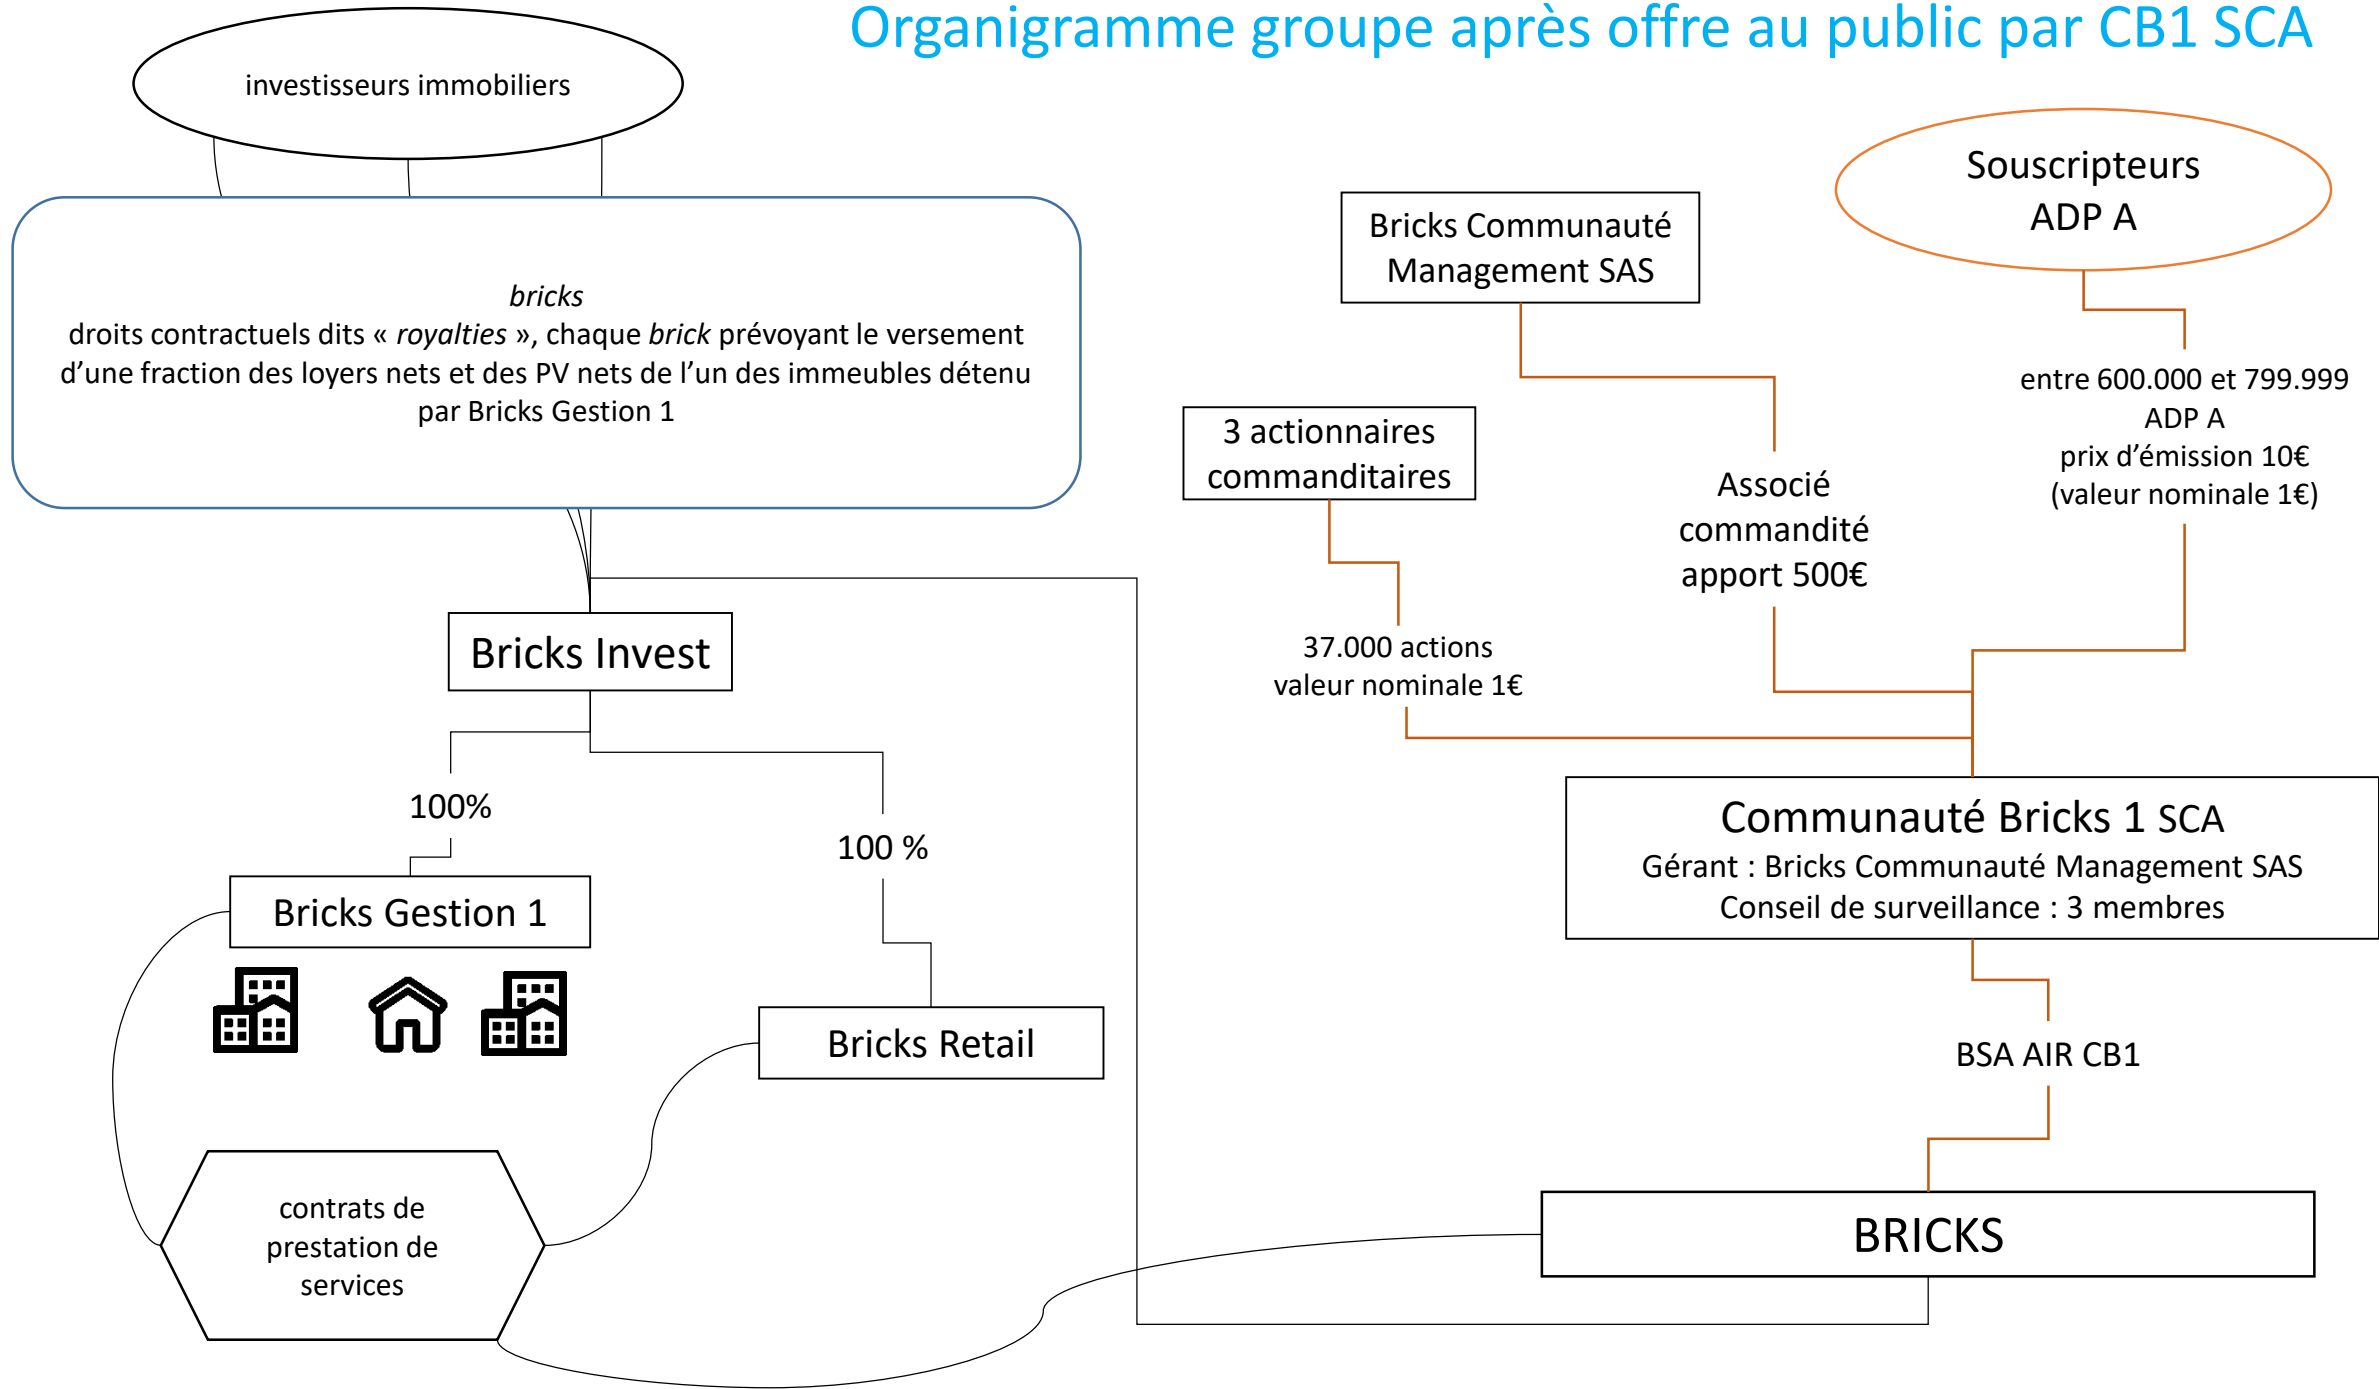 Organigramme groupe après offre au public par CB1 SCA
investisseurs immobiliers
bricks
droits contractuels dits « royalties », chaque brick prévoyant le versement
d’une fraction des loyers nets et des PV nets de l’un des immeubles détenu
par Bricks Gestion 1
Bricks Communauté
Management SAS
Souscripteurs
ADP A
entre 600.000 et 799.999
ADP A
prix d’émission 10€
(valeur nominale 1€)
3 actionnaires
commanditaires
Associé
commandité
apport 500€
37.000 actions
valeur nominale 1€
Bricks Invest
100%
100 %
Communauté Bricks 1 SCA
Gérant : Bricks Communauté Management SAS
Conseil de surveillance : 3 membres
Bricks Gestion 1
Bricks Retail
BSA AIR CB1
contrats de
prestation de
services
BRICKS